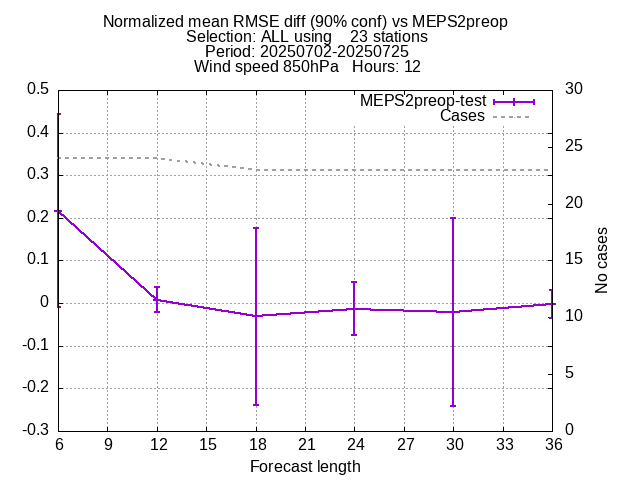 Normalized mean RMSE diff (90% conf) vs MEPS2preop
Selection: ALL using    23 stations
Period: 20250702-20250725
Wind speed 850hPa   Hours: 12
MEPS2preop-test
Cases
0.5
0.4
0.3
0.2
0.1
0
-0.1
-0.2
-0.3
30
25
20
15
10
5
0
No cases
6 9 12 15 18 21 24 27 30 33 36
Forecast length